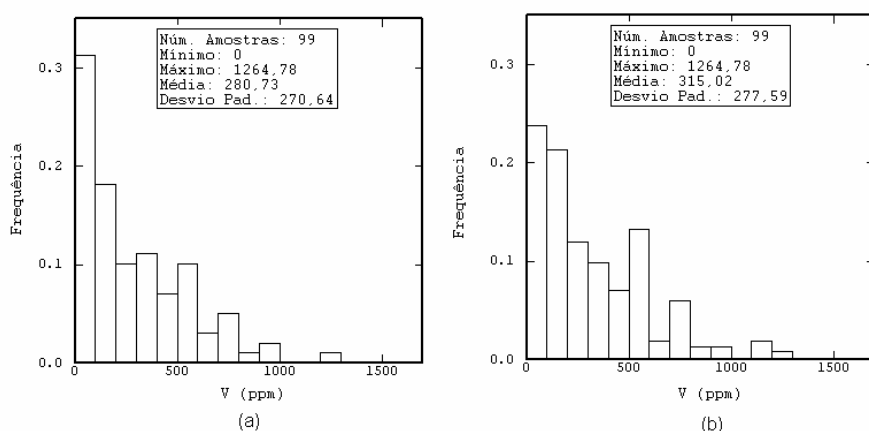 Núm. Amostras: 99
Mínimo: 0
Máximo: 1264,78
Média: 280,73
Desvio Pad.: 270,64
0.3
0.2
0.1
0.0
Frequência
0
500
1000
1500
V (ppm)
(a)
Núm. Amostras: 99
Mínimo: 0
Máximo: 1264,78
Média: 315,02
Desvio Pad.: 277,59
0.3
0.2
0.1
0.0
Frequência
0
500
1000
1500
V (ppm)
(b)